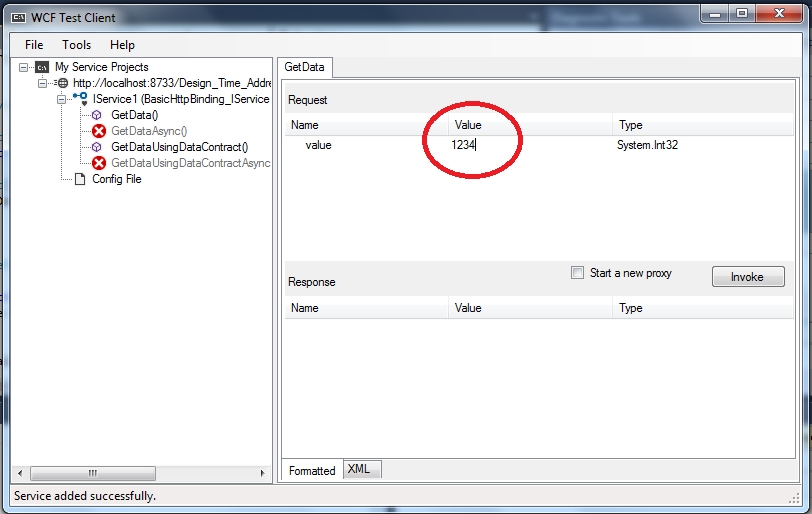 WCF Test Client
File Tools Help
My Service Projects
http://localhost:8733/Design_Time_Addre
IService1 (BasicHttpBinding_IService
GetData()
GetDataAsync()
GetDataUsingDataContract()
GetDataUsingDataContractAsync
Config File
GetData
Request
Name Value Type
value 1234 System.Int32
Response Start a new proxy Invoke
Name Value Type
Formatted XML
Service added successfully.